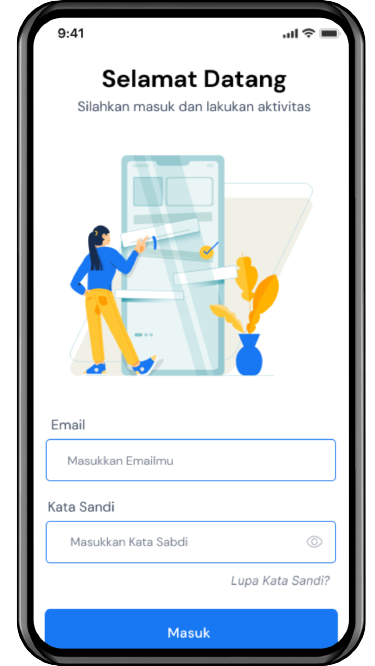 9:41
Selamat Datang
Silahkan masuk dan lakukan aktivitas
Email
Masukkan Emailmu
Kata Sandi
Masukkan Kata Sabdi
Lupa Kata Sandi?
Masuk